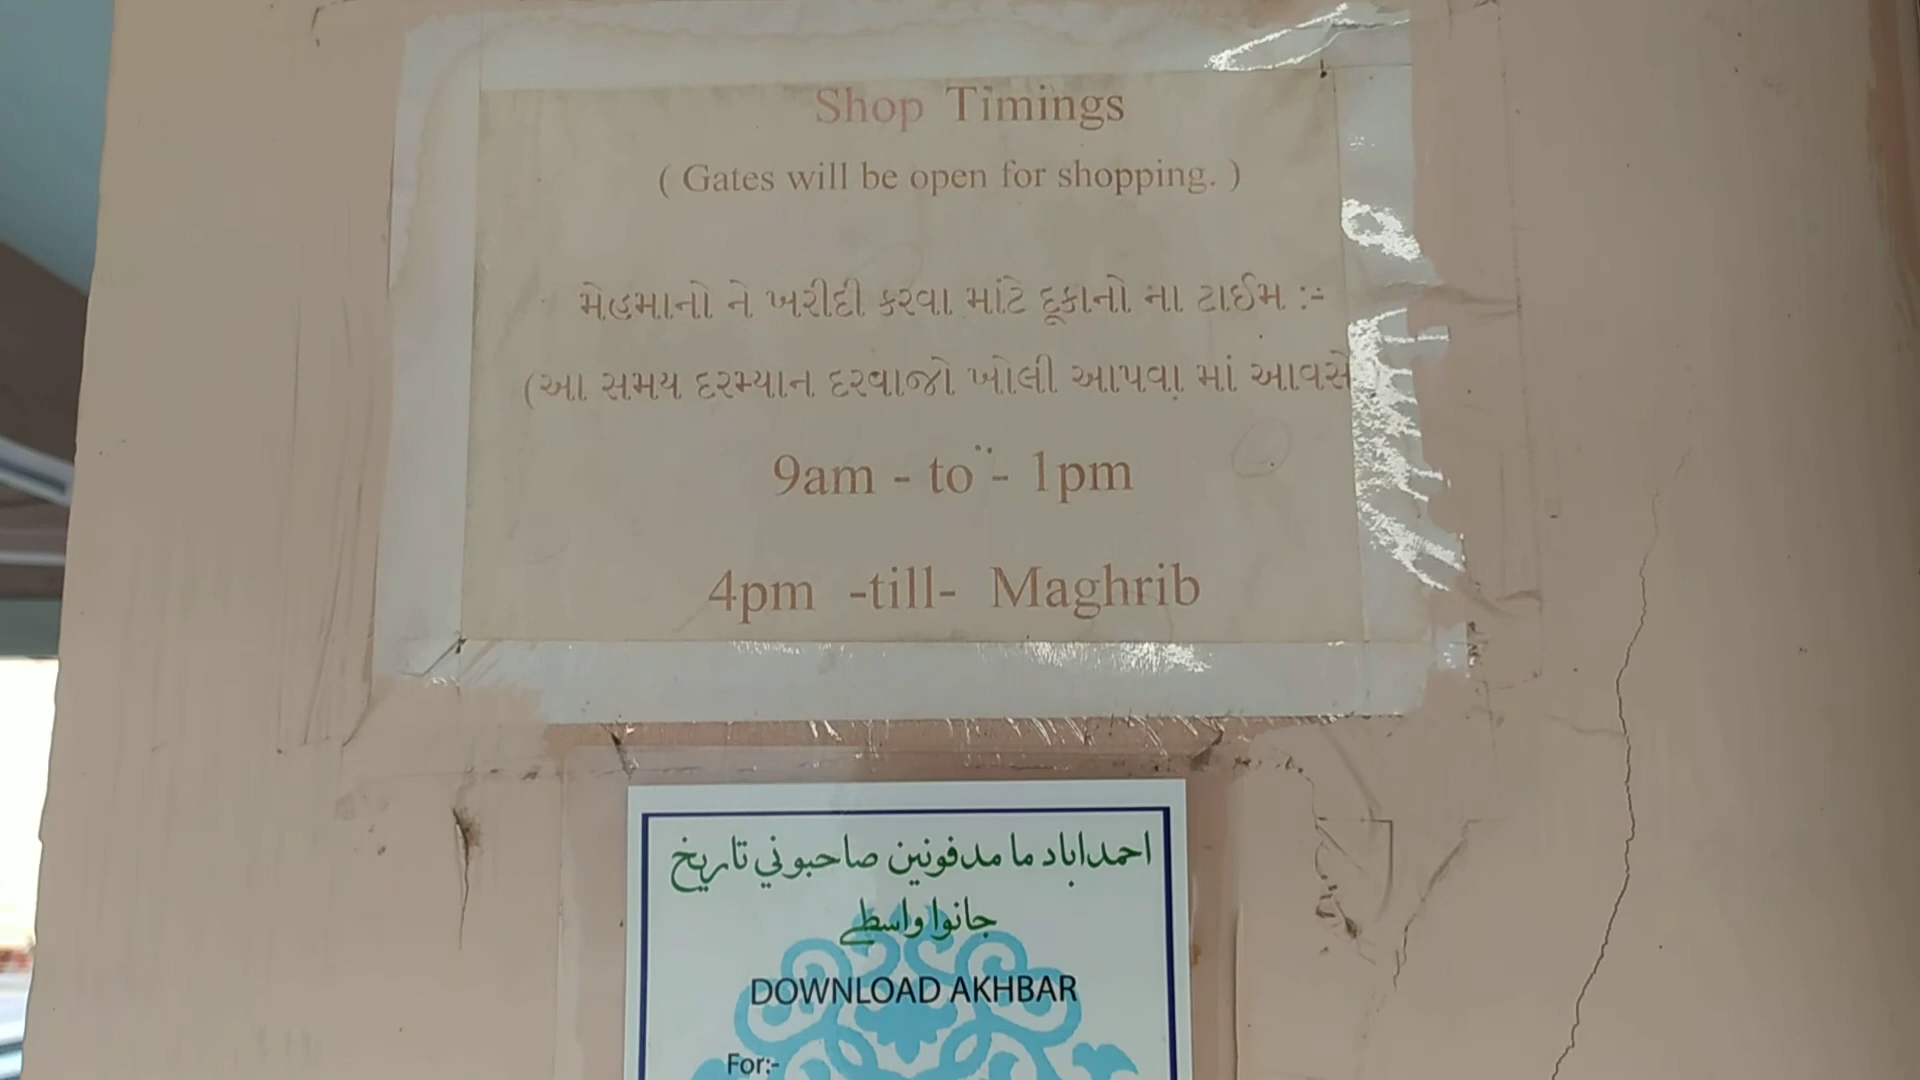 Shop Timings
( Gates will be open for shopping. )
મેહમાનો ને ખરીદી કરવા માંટે દૂકાનો ના ટાઈમ :-
(આ સમય દરમ્યાન દરવાજો ખોલી આપવા માં આવસે
9am - to - 1pm
4pm -till- Maghrib
احمداباد ما مدفونين صاحبوني تاريخ
جانوا واسطے
DOWNLOAD AKHBAR
For:-